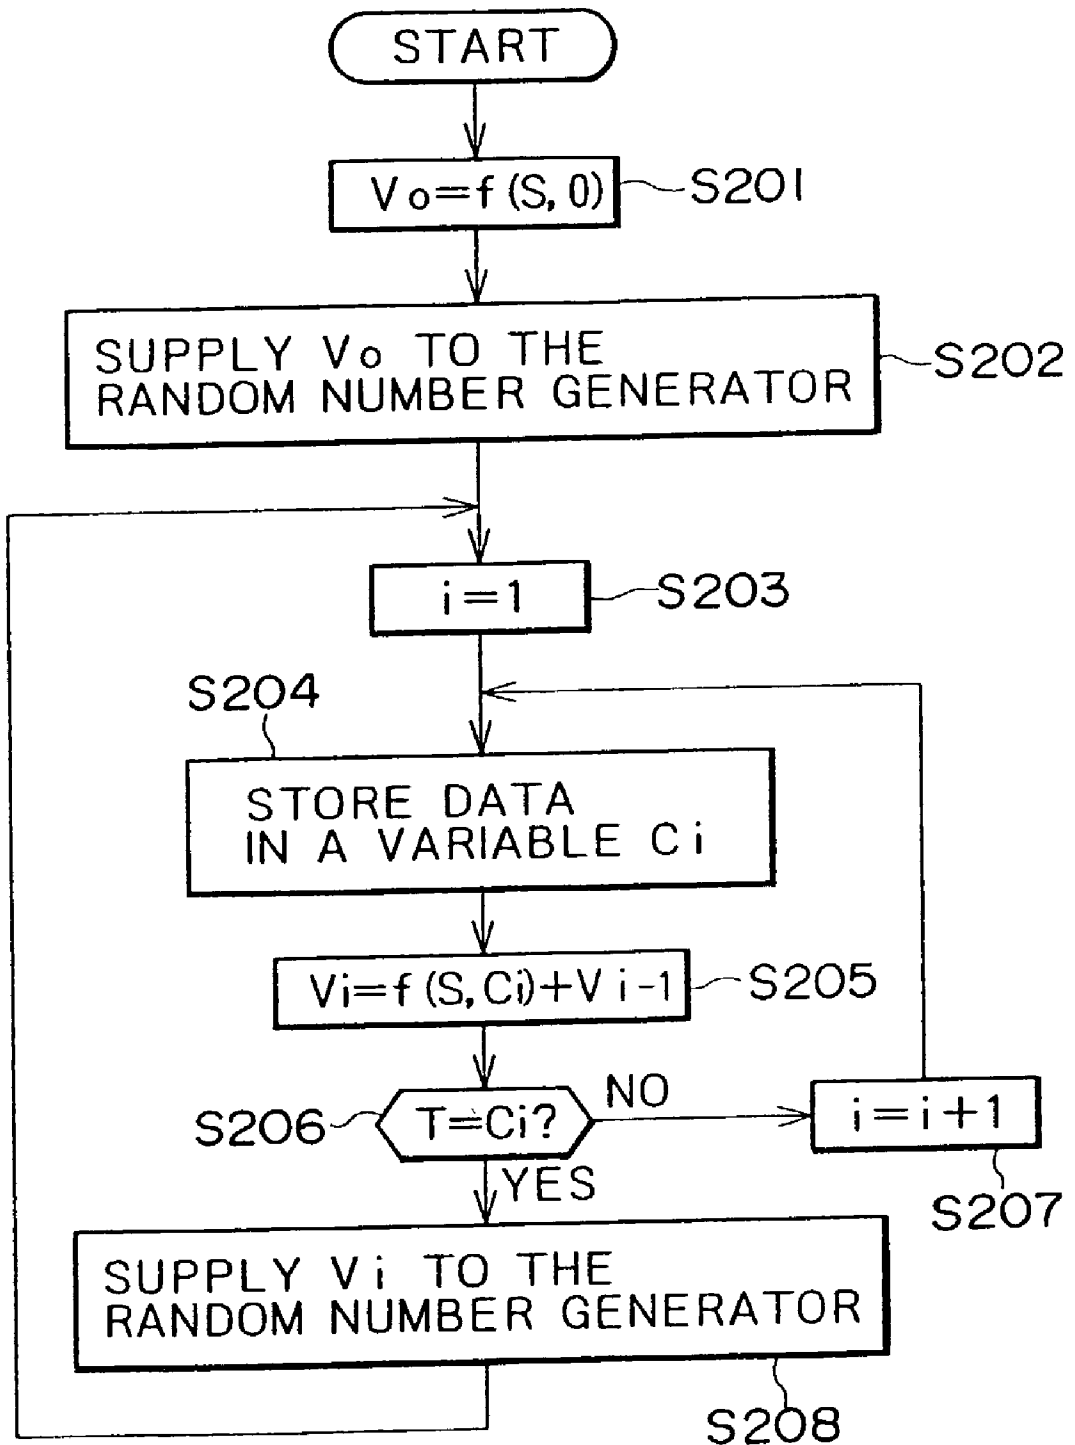 START
Vo=f(S,0)
S201
SUPPLY Vo TO THE
RANDOM NUMBER GENERATOR
S202
i=1
S203
S204
STORE DATA
IN A VARIABLE Ci
Vi=f(S,Ci)+Vi-1
S205
S206
T=Ci?
NO
i=i+1
YES
S207
SUPPLY Vi TO THE
RANDOM NUMBER GENERATOR
S208